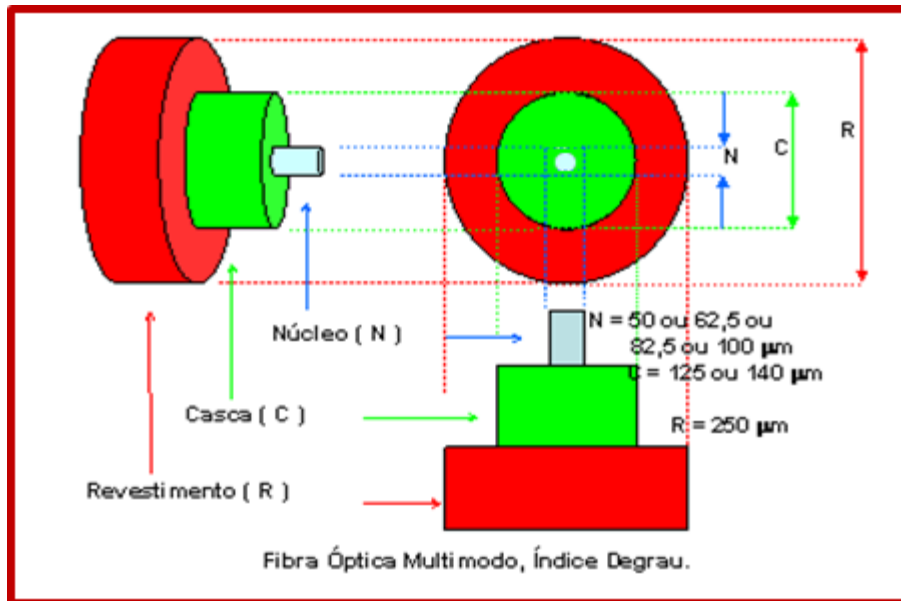 R
C
N
Núcleo ( N )
N = 50 ou 62,5 ou
82,5 ou 100 µm
C = 125 ou 140 µm
Casca ( C )
R = 250 µm
Revestimento ( R )
Fibra Óptica Multimodo, Índice Degrau.